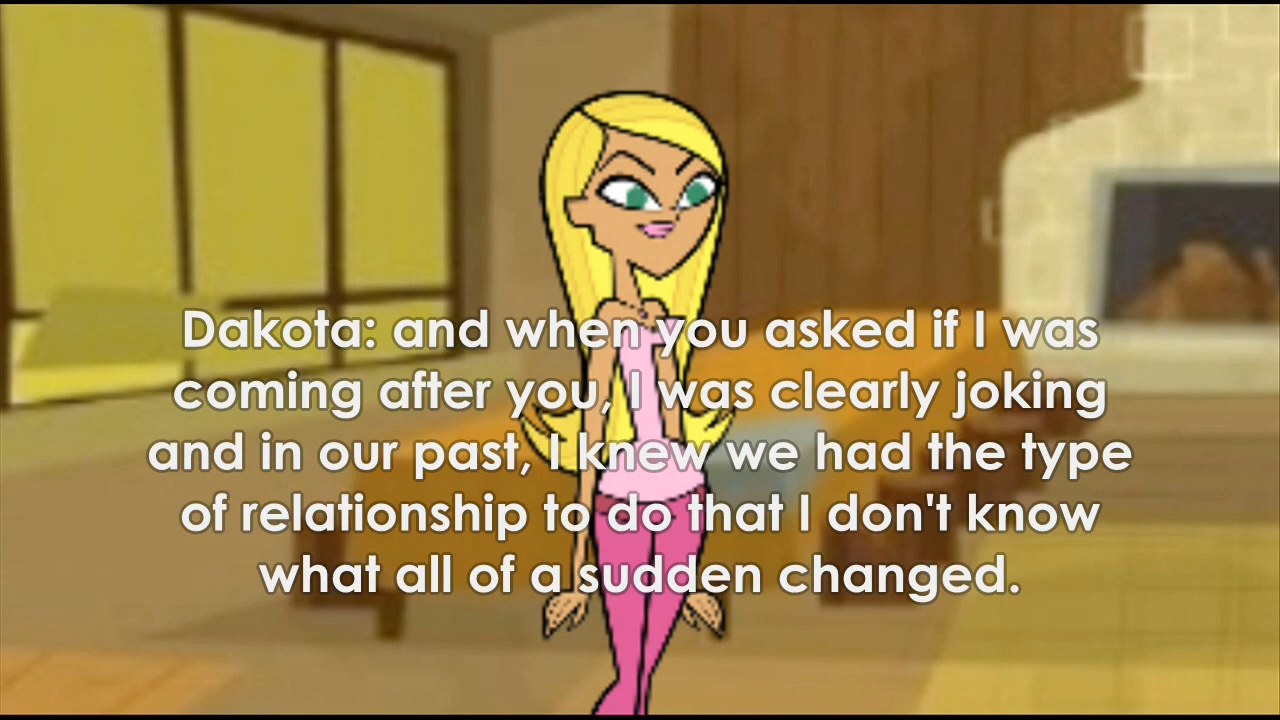 Dakota: and when you asked if I was
coming after you, I was clearly joking
and in our past, I knew we had the type
of relationship to do that I don't know
what all of a sudden changed.